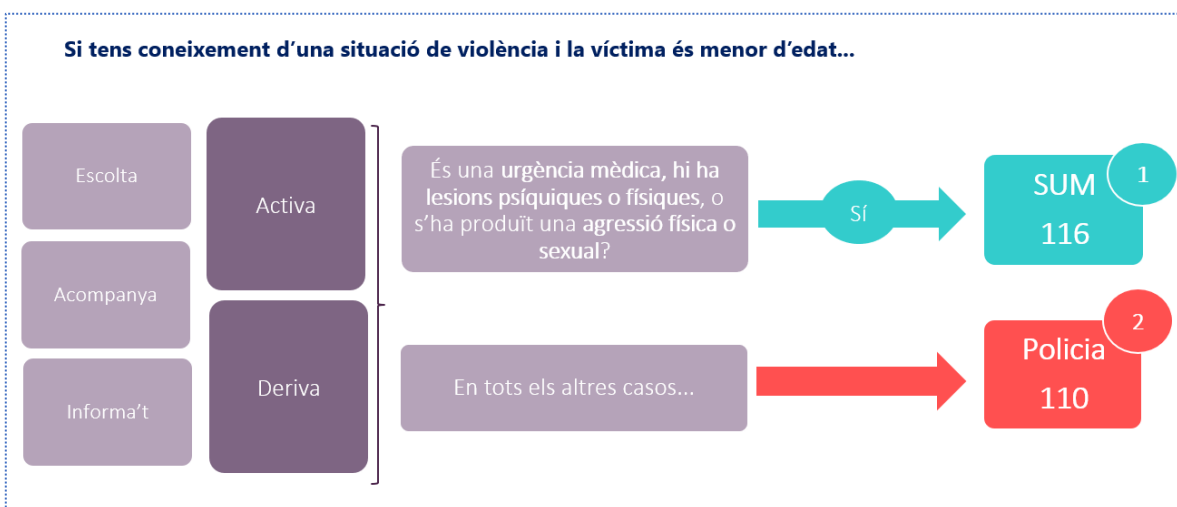 Si tens coneixement d’una situació de violència i la víctima és menor d’edat...
Escolta
Acompanya
Informa’t
Activa
Deriva
És una urgència mèdica, hi ha
lesions psíquiques o físiques, o
s’ha produït una agressió física o
sexual?
Sí
SUM
116
1
En tots els altres casos...
Policia
110
2